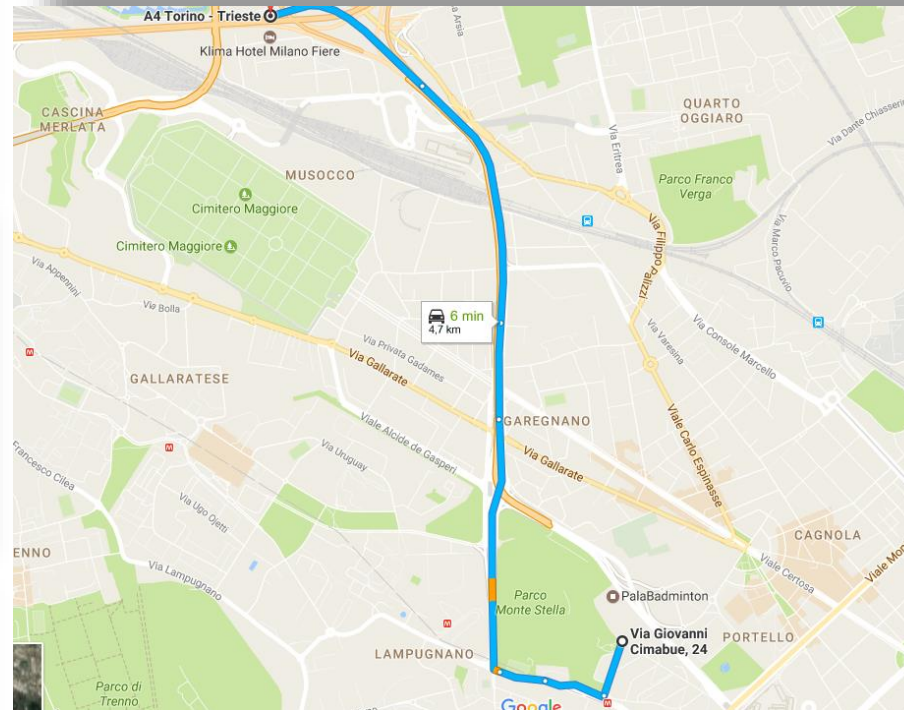 A4 Torino - Trieste
Klima Hotel Milano Fiere
Via Arsia
CASCINA
MERLATA
QUARTO
OGGIARO
Via Dante Chiasserini
Via Eritrea
MUSOCCO
Parco Franco
Verga
Cimitero Maggiore
Cimitero Maggiore
Via Filippo Palizzi
Via Marco Pacuvio
Via Appennini
Via Bolla
6 min
4,7 km
Via Privata Gadames
Via Varesina
Via Console Marcello
M
Via Gallarate
GALLARATESE
Viale Alcide de Gasperi
GAREGNANO
Viale Carlo Espinasse
M
Via Uruguay
Via Gallarate
Francesco Cilea
Via Ugo Ojetti
CAGNOLA
ENNO
Viale Certosa
Via Lampugnano
Viale Mon
Parco
Monte Stella
PalaBadminton
M
Via Giovanni
Cimabue, 24
PORTELLO
LAMPUGNANO
Parco di
Trenno
M
Google